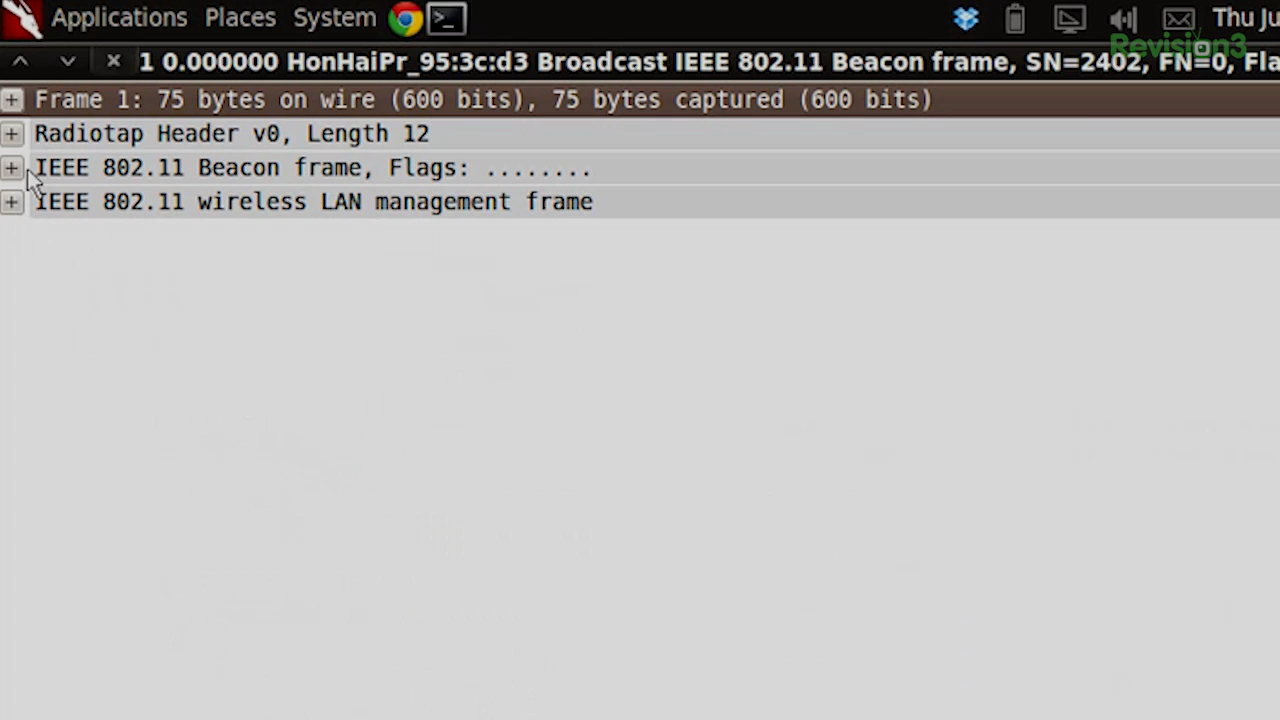 Applications Places System Thu Ju
Revision3
1 0.000000 HonHaiPr_95:3c:d3 Broadcast IEEE 802.11 Beacon frame, SN=2402, FN=0, Fla
Frame 1: 75 bytes on wire (600 bits), 75 bytes captured (600 bits)
Radiotap Header v0, Length 12
IEEE 802.11 Beacon frame, Flags: ........
IEEE 802.11 wireless LAN management frame